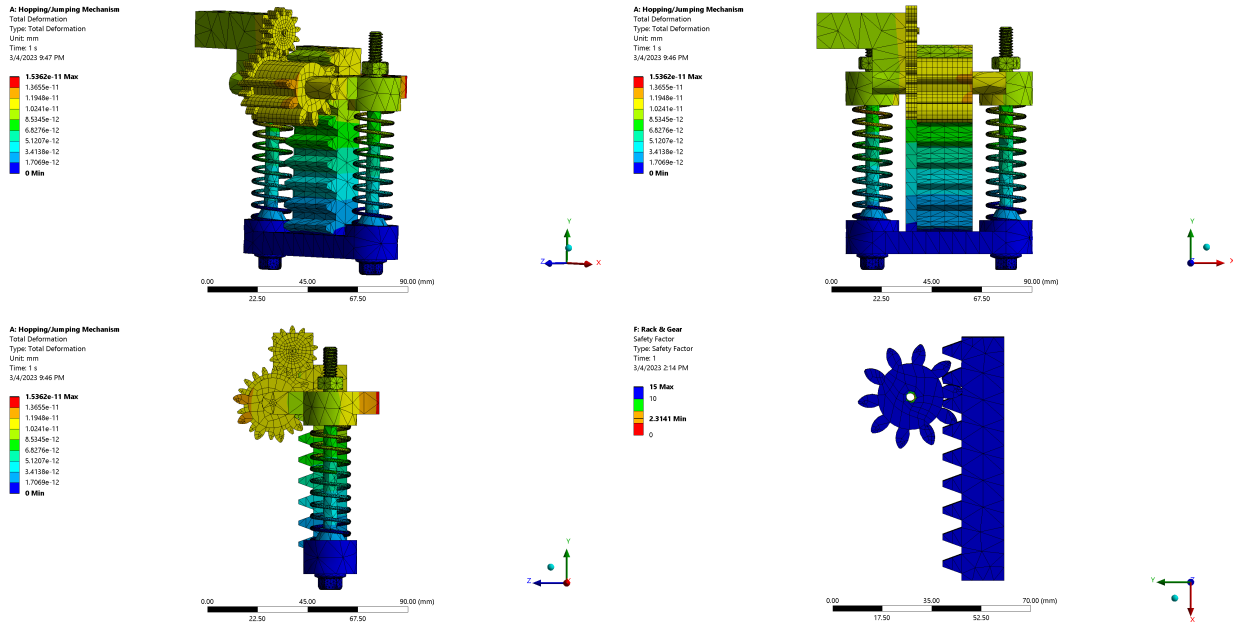 A: Hopping/Jumping Mechanism
Total Deformation
Type: Total Deformation
Unit: mm
Time: 1 s
3/4/2023 9:47 PM
1.5362e-11 Max
1.3655e-11
1.1948e-11
1.0241e-11
8.5345e-12
6.8276e-12
5.1207e-12
3.4138e-12
1.7069e-12
0 Min
Y
Z
X
0.00 45.00 90.00 (mm)
22.50 67.50
A: Hopping/Jumping Mechanism
Total Deformation
Type: Total Deformation
Unit: mm
Time: 1 s
3/4/2023 9:46 PM
1.5362e-11 Max
1.3655e-11
1.1948e-11
1.0241e-11
8.5345e-12
6.8276e-12
5.1207e-12
3.4138e-12
1.7069e-12
0 Min
Y
Z
X
0.00 45.00 90.00 (mm)
22.50 67.50
A: Hopping/Jumping Mechanism
Total Deformation
Type: Total Deformation
Unit: mm
Time: 1 s
3/4/2023 9:46 PM
1.5362e-11 Max
1.3655e-11
1.1948e-11
1.0241e-11
8.5345e-12
6.8276e-12
5.1207e-12
3.4138e-12
1.7069e-12
0 Min
Y
Z
X
0.00 45.00 90.00 (mm)
22.50 67.50
F: Rack & Gear
Safety Factor
Type: Safety Factor
Time: 1
3/4/2023 2:14 PM
15 Max
10
2.3141 Min
0
Y
Z
X
0.00 35.00 70.00 (mm)
17.50 52.50